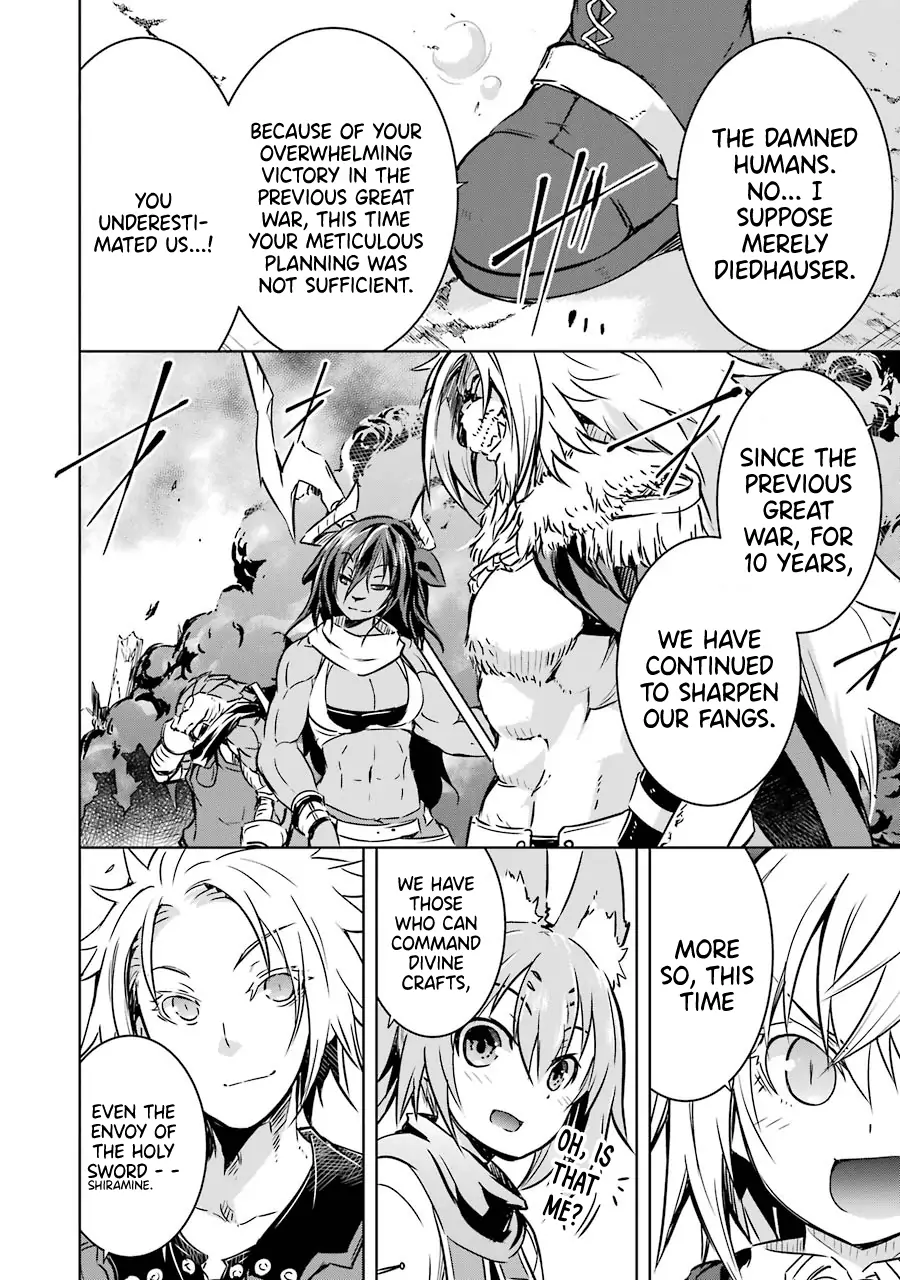 THE DAMNED
HUMANS.
NO... I
SUPPOSE
MERELY
DIEDHAUSER.
BECAUSE OF YOUR
OVERWHELMING
VICTORY IN THE
PREVIOUS GREAT
WAR, THIS TIME
YOUR METICULOUS
PLANNING WAS
NOT SUFFICIENT.
YOU
UNDERESTI-
MATED US...!
SINCE THE
PREVIOUS
GREAT
WAR, FOR
10 YEARS,
WE HAVE
CONTINUED
TO SHARPEN
OUR FANGS.
MORE
SO, THIS
TIME
WE HAVE
THOSE
WHO CAN
COMMAND
DIVINE
CRAFTS,
OH, IS
THAT
ME?
EVEN THE
ENVOY OF
THE HOLY
SWORD - -
SHIRAMINE.